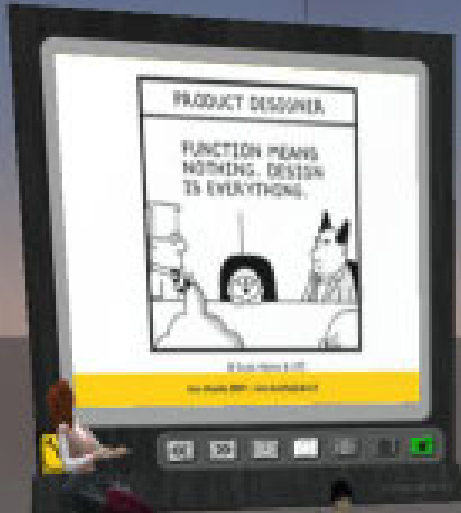 PRODUCT DESIGNER
FUNCTION MEANS
NOTHING. DESIGN
IS EVERYTHING.